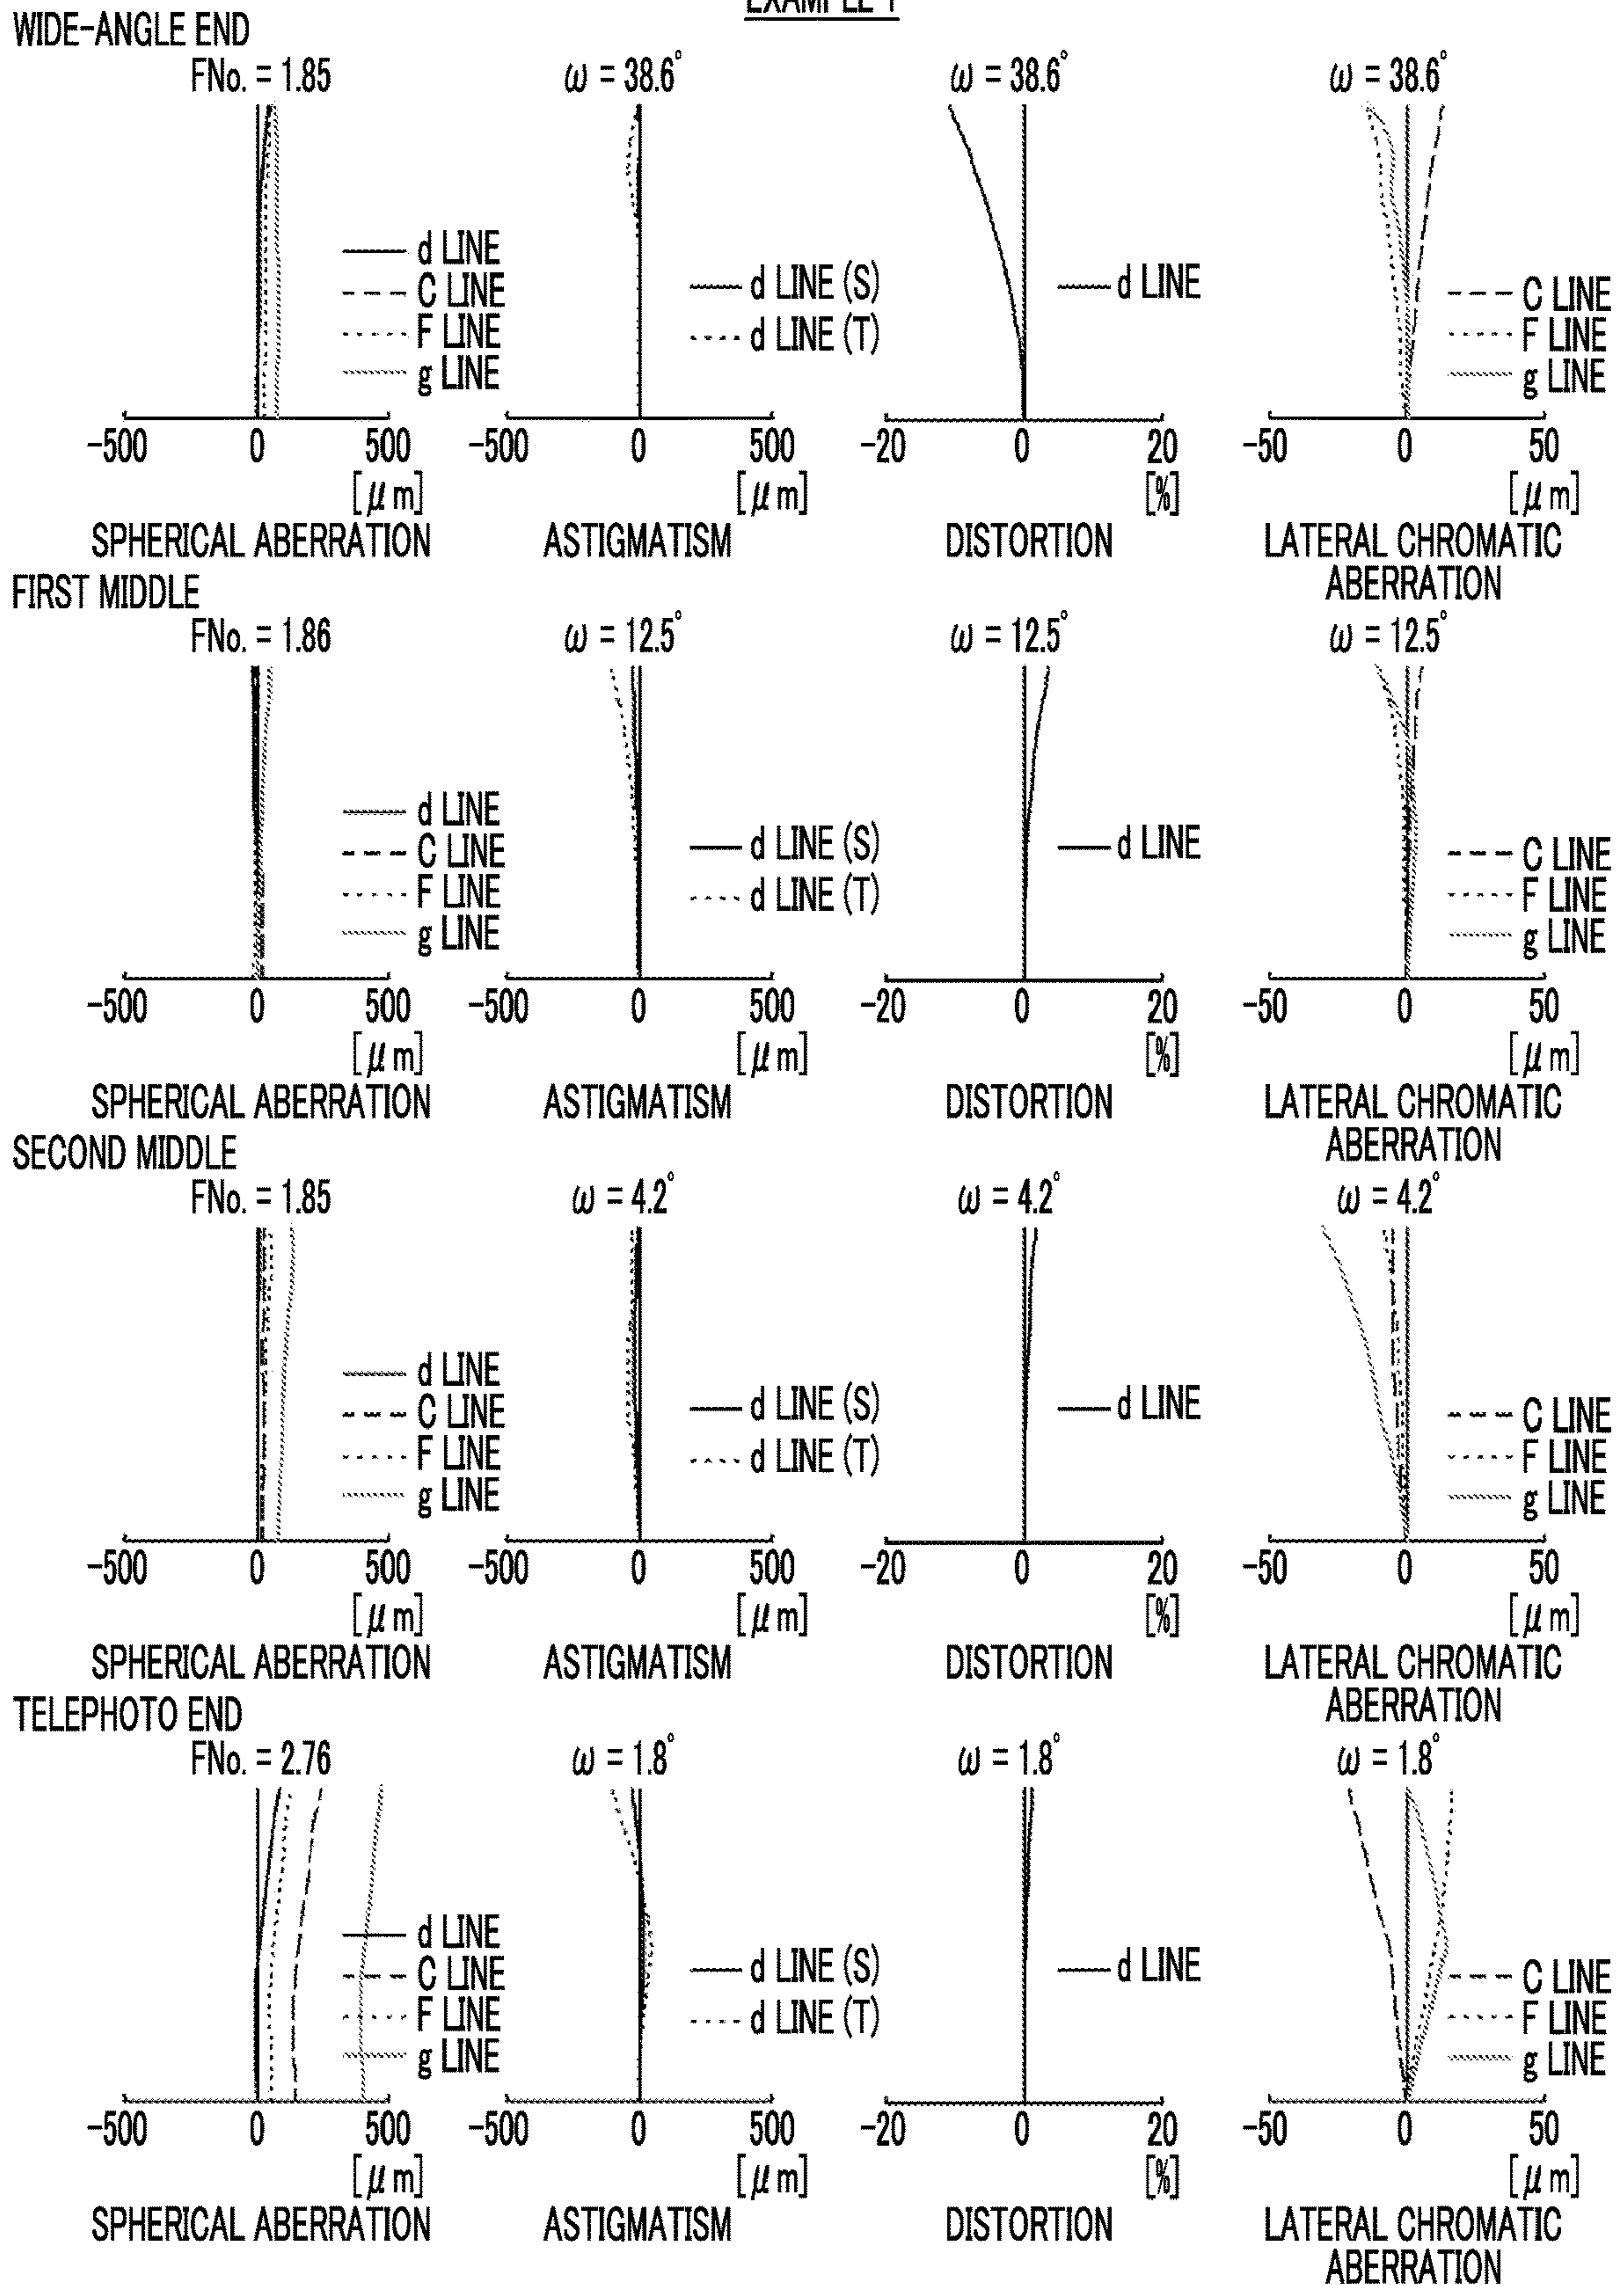 WIDE-ANGLE END
FNo. = 1.85 ω = 38.6° ω = 38.6° ω = 38.6°
d LINE
C LINE
F LINE
g LINE
d LINE (S)
d LINE (T)
d LINE
C LINE
F LINE
g LINE
-500 0 500 -500 0 500 -20 0 20 -50 0 50
[μm] [μm] [%] [μm]
SPHERICAL ABERRATION ASTIGMATISM DISTORTION LATERAL CHROMATIC
ABERRATION
FIRST MIDDLE
FNo. = 1.86 ω = 12.5° ω = 12.5° ω = 12.5°
d LINE
C LINE
F LINE
g LINE
d LINE (S)
d LINE (T)
d LINE
C LINE
F LINE
g LINE
-500 0 500 -500 0 500 -20 0 20 -50 0 50
[μm] [μm] [%] [μm]
SPHERICAL ABERRATION ASTIGMATISM DISTORTION LATERAL CHROMATIC
ABERRATION
SECOND MIDDLE
FNo. = 1.85 ω = 4.2° ω = 4.2° ω = 4.2°
d LINE
C LINE
F LINE
g LINE
d LINE (S)
d LINE (T)
d LINE
C LINE
F LINE
g LINE
-500 0 500 -500 0 500 -20 0 20 -50 0 50
[μm] [μm] [%] [μm]
SPHERICAL ABERRATION ASTIGMATISM DISTORTION LATERAL CHROMATIC
ABERRATION
TELEPHOTO END
FNo. = 2.76 ω = 1.8° ω = 1.8° ω = 1.8°
d LINE
C LINE
F LINE
g LINE
d LINE (S)
d LINE (T)
d LINE
C LINE
F LINE
g LINE
-500 0 500 -500 0 500 -20 0 20 -50 0 50
[μm] [μm] [%] [μm]
SPHERICAL ABERRATION ASTIGMATISM DISTORTION LATERAL CHROMATIC
ABERRATION